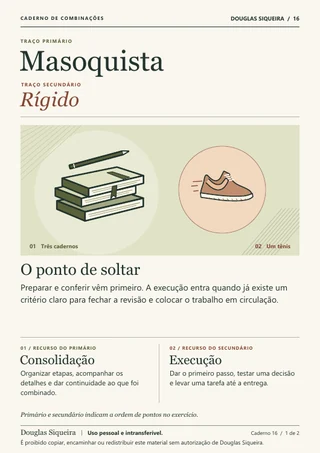 CADERNO DE COMBINAÇÕES
DOUGLAS SIQUEIRA / 16
TRAÇO PRIMÁRIO
Masoquista
TRAÇO SECUNDÁRIO
Rígido
01 Três cadernos
02 Um tênis
O ponto de soltar
Preparar e conferir vêm primeiro. A execução entra quando já existe um
critério claro para fechar a revisão e colocar o trabalho em circulação.
01 / RECURSO DO PRIMÁRIO
Consolidação
Organizar etapas, acompanhar os
detalhes e dar continuidade ao que foi
combinado.
02 / RECURSO DO SECUNDÁRIO
Execução
Dar o primeiro passo, testar uma decisão
e levar uma tarefa até a entrega.
Primário e secundário indicam a ordem de pontos no exercício.
Douglas Siqueira | Uso pessoal e intransferível.
Caderno 16 / 1 de 2
É proibido copiar, encaminhar ou redistribuir este material sem autorização de Douglas Siqueira.